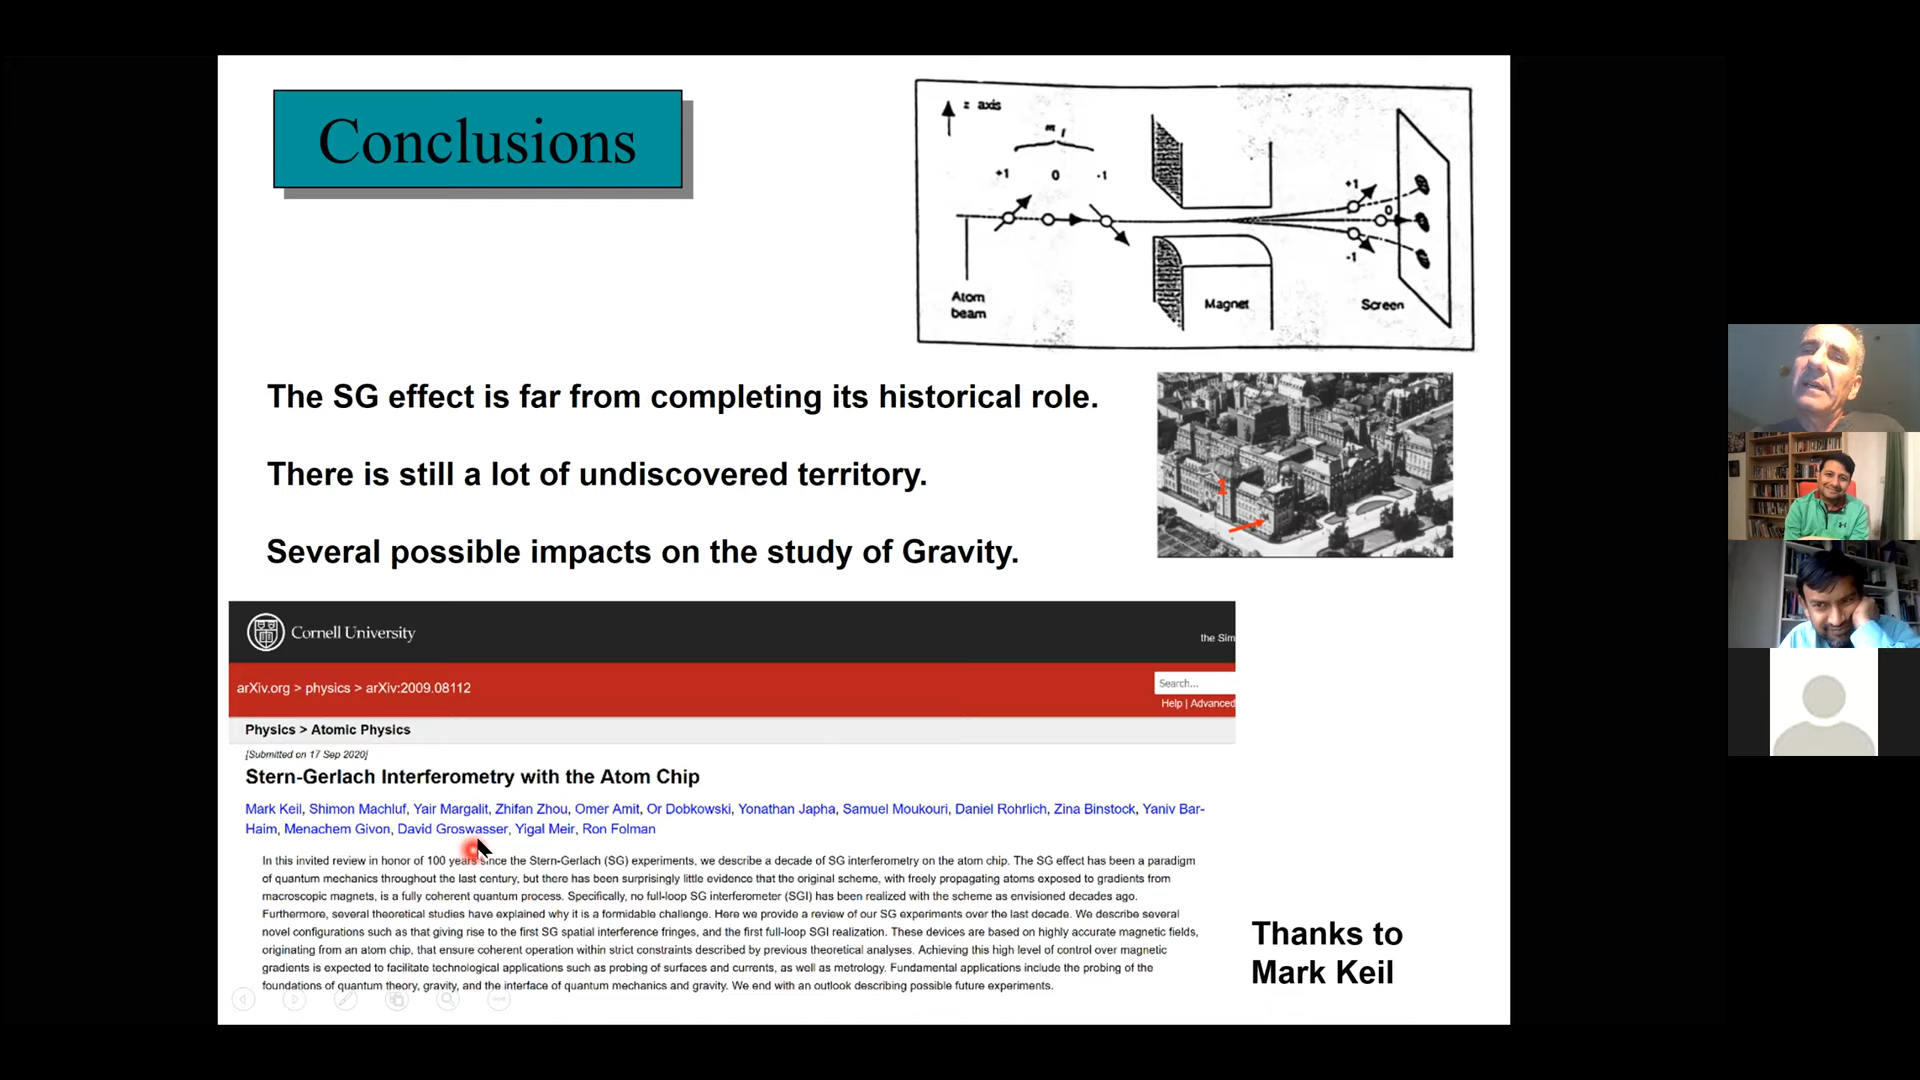 Conclusions
z axis
m l
+1 0 -1
+1
0
-1
Atom
beam
Magnet
Screen
The SG effect is far from completing its historical role.
There is still a lot of undiscovered territory.
Several possible impacts on the study of Gravity.
1
Cornell University
the Sim
arXiv.org > physics > arXiv:2009.08112
Search...
Help | Advanced
Physics > Atomic Physics
[Submitted on 17 Sep 2020]
Stern-Gerlach Interferometry with the Atom Chip
Mark Keil, Shimon Machluf, Yair Margalit, Zhifan Zhou, Omer Amit, Or Dobkowski, Yonathan Japha, Samuel Moukouri, Daniel Rohrlich, Zina Binstock, Yaniv Bar-
Haim, Menachem Givon, David Groswasser, Yigal Meir, Ron Folman
In this invited review in honor of 100 years since the Stern-Gerlach (SG) experiments, we describe a decade of SG interferometry on the atom chip. The SG effect has been a paradigm
of quantum mechanics throughout the last century, but there has been surprisingly little evidence that the original scheme, with freely propagating atoms exposed to gradients from
macroscopic magnets, is a fully coherent quantum process. Specifically, no full-loop SG interferometer (SGI) has been realized with the scheme as envisioned decades ago.
Furthermore, several theoretical studies have explained why it is a formidable challenge. Here we provide a review of our SG experiments over the last decade. We describe several
novel configurations such as that giving rise to the first SG spatial interference fringes, and the first full-loop SGI realization. These devices are based on highly accurate magnetic fields,
originating from an atom chip, that ensure coherent operation within strict constraints described by previous theoretical analyses. Achieving this high level of control over magnetic
gradients is expected to facilitate technological applications such as probing of surfaces and currents, as well as metrology. Fundamental applications include the probing of the
foundations of quantum theory, gravity, and the interface of quantum mechanics and gravity. We end with an outlook describing possible future experiments.
Thanks to
Mark Keil